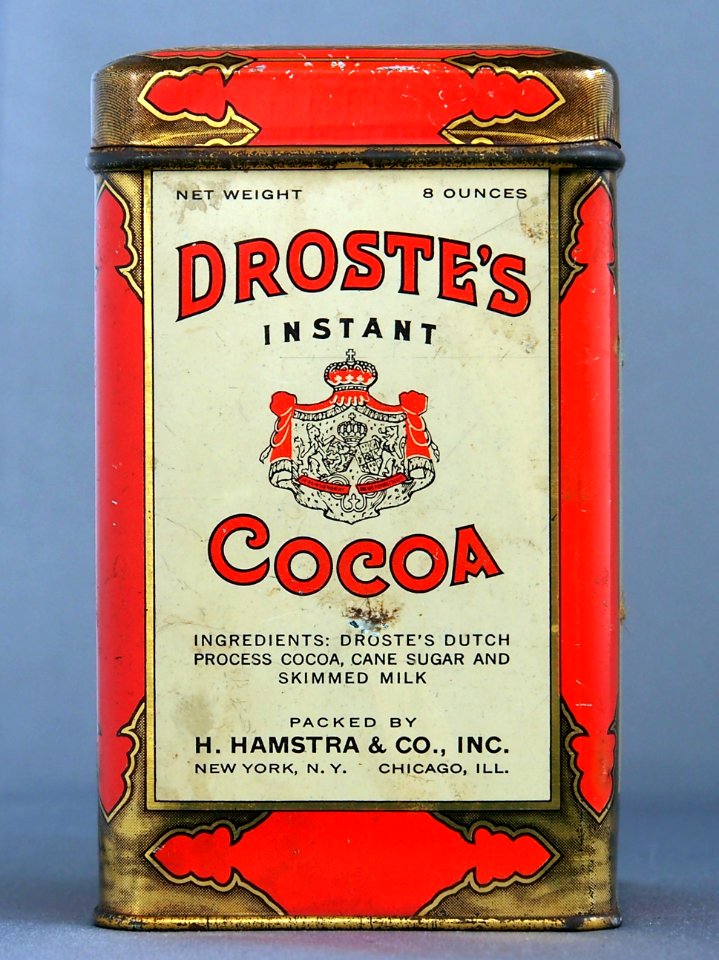 NET WEIGHT 8 OUNCES
DROSTE'S
INSTANT
COCOA
INGREDIENTS: DROSTE'S DUTCH
PROCESS COCOA, CANE SUGAR AND
SKIMMED MILK
PACKED BY
H. HAMSTRA & CO., INC.
NEW YORK, N.Y. CHICAGO, ILL.